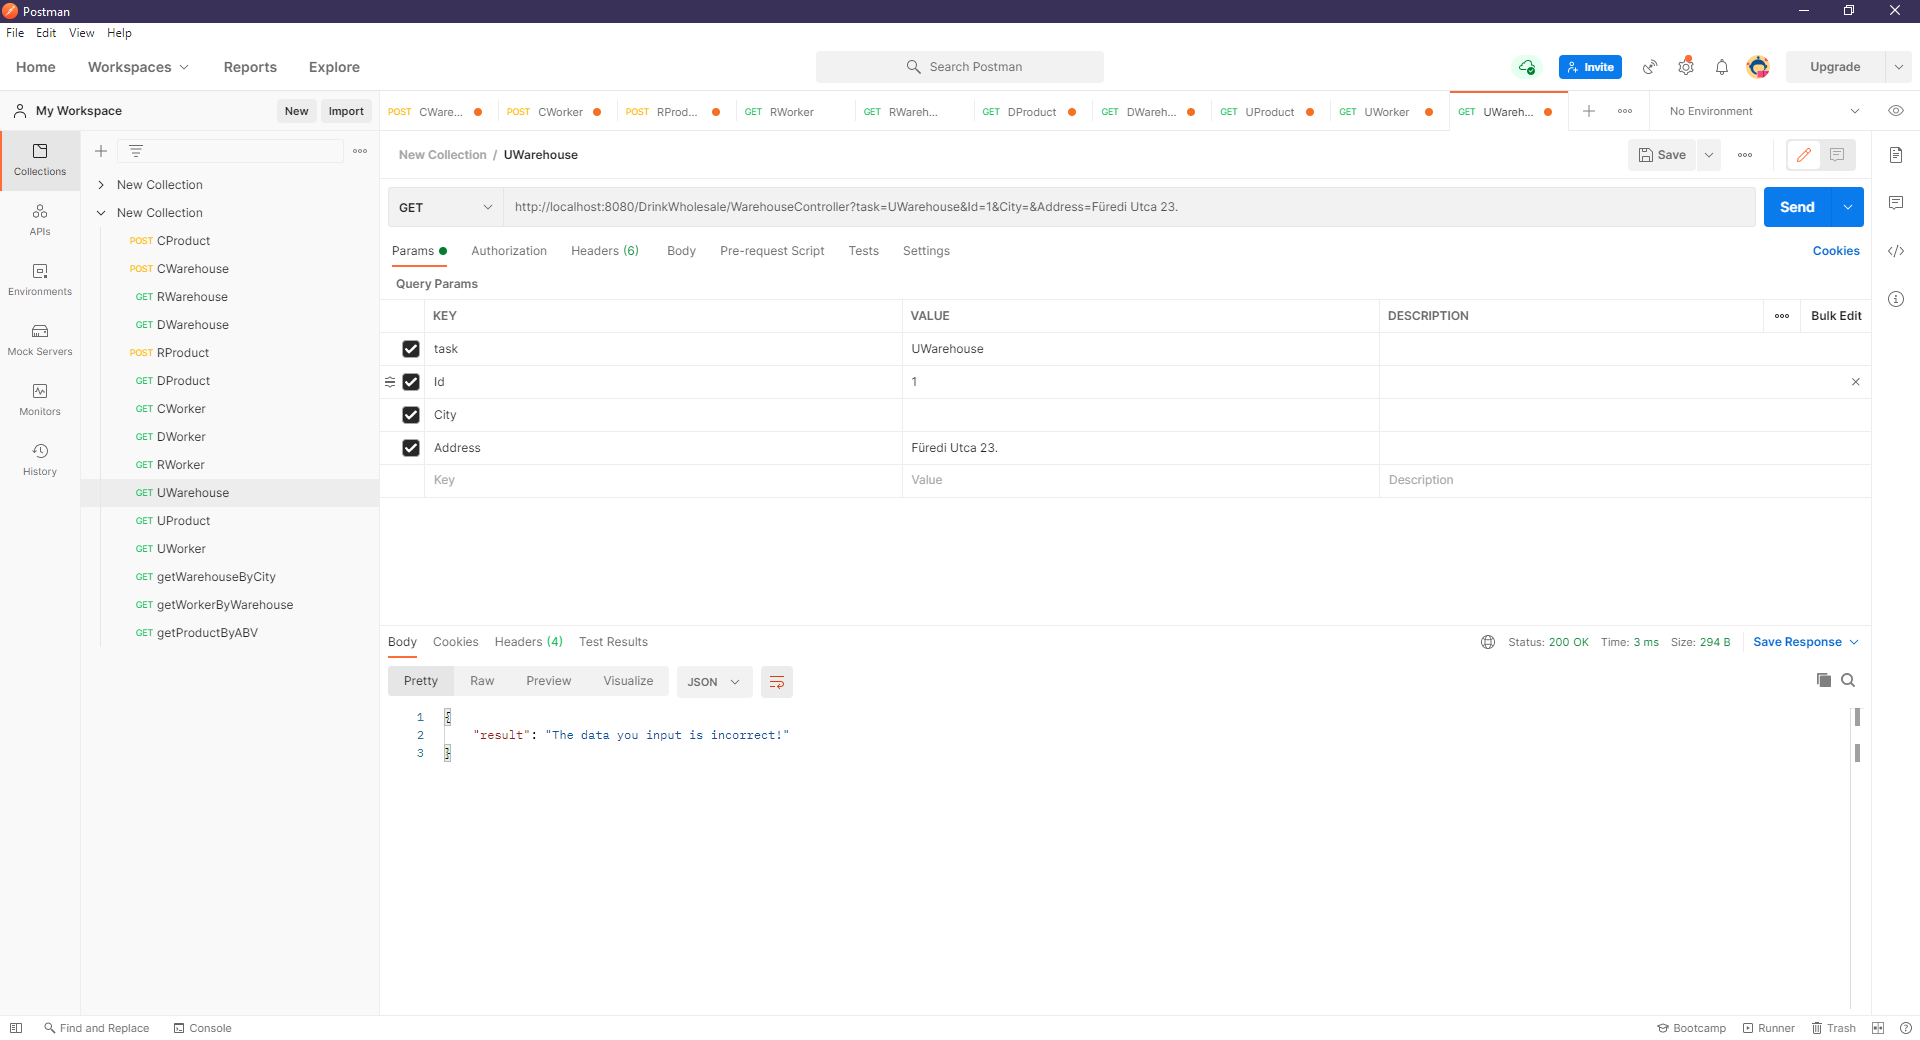 Postman
File Edit View Help
Home Workspaces Reports Explore Search Postman Invite Upgrade
My Workspace New Import POST CWare... POST CWorker POST RProd... GET RWorker GET RWareh... GET DProduct GET DWareh... GET UProduct GET UWorker GET UWareh... No Environment
New Collection / UWarehouse Save
Collections
APIs
Environments
Mock Servers
Monitors
History
New Collection
New Collection
POST CProduct
POST CWarehouse
GET RWarehouse
GET DWarehouse
POST RProduct
GET DProduct
GET CWorker
GET DWorker
GET RWorker
GET UWarehouse
GET UProduct
GET UWorker
GET getWarehouseByCity
GET getWorkerByWarehouse
GET getProductByABV
GET http://localhost:8080/DrinkWholesale/WarehouseController?task=UWarehouse&Id=1&City=&Address=Füredi Utca 23. Send
Params Authorization Headers (6) Body Pre-request Script Tests Settings Cookies
Query Params
KEY VALUE DESCRIPTION Bulk Edit
task UWarehouse
Id 1
City
Address Füredi Utca 23.
Key Value Description
Body Cookies Headers (4) Test Results Status: 200 OK Time: 3 ms Size: 294 B Save Response
Pretty Raw Preview Visualize JSON
1 {
2 "result": "The data you input is incorrect!"
3 }
Find and Replace Console Bootcamp Runner Trash